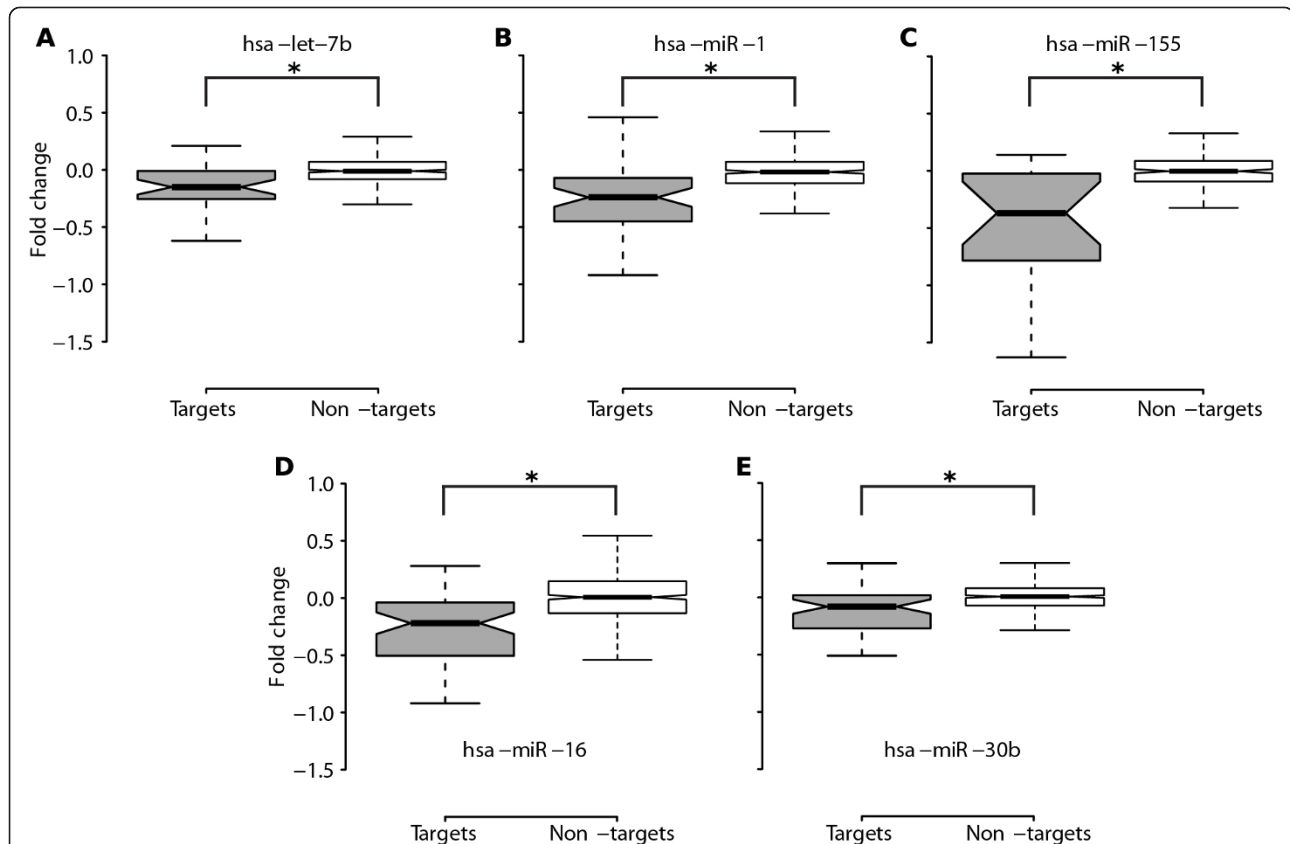 A
hsa-let-7b
*
1.0
0.5
0.0
-0.5
-1.0
-1.5
Fold change
Targets
Non-targets
B
hsa-miR-1
*
Targets
Non-targets
C
hsa-miR-155
*
Targets
Non-targets
D
*
1.0
0.5
0.0
-0.5
-1.0
-1.5
Fold change
hsa-miR-16
Targets
Non-targets
E
*
hsa-miR-30b
Targets
Non-targets